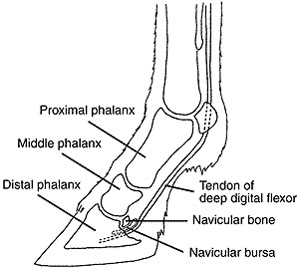 Proximal phalanx
Middle phalanx
Distal phalanx
Tendon of
deep digital flexor
Navicular bone
Navicular bursa